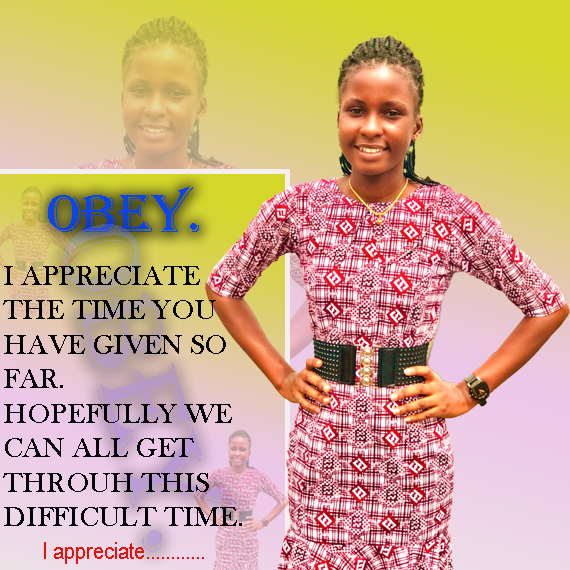 OBEY.
I APPRECIATE
THE TIME YOU
HAVE GIVEN SO
FAR.
HOPEFULLY WE
CAN ALL GET
THROUH THIS
DIFFICULT TIME.
I appreciate............